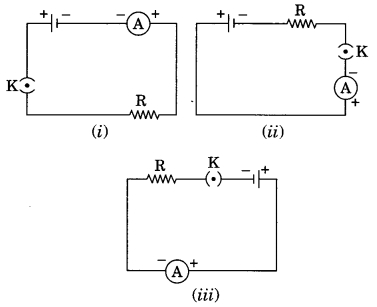 + − − A +
K
R
(i)
+ − R
K
−
A
+
(ii)
R K − +
− A +
(iii)